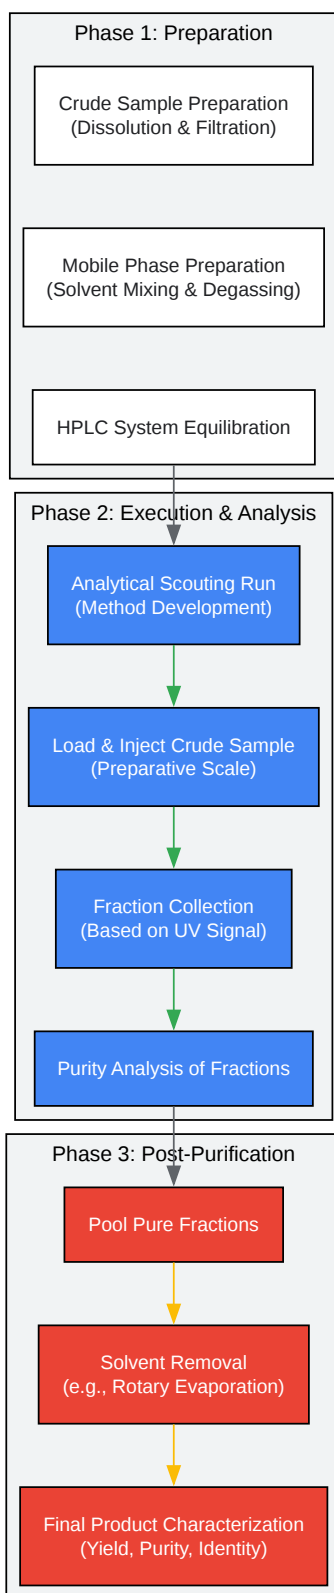 Phase 1: Preparation
Crude Sample Preparation
(Dissolution & Filtration)
Mobile Phase Preparation
(Solvent Mixing & Degassing)
HPLC System Equilibration
Phase 2: Execution & Analysis
Analytical Scouting Run
(Method Development)
Load & Inject Crude Sample
(Preparative Scale)
Fraction Collection
(Based on UV Signal)
Purity Analysis of Fractions
Phase 3: Post-Purification
Pool Pure Fractions
Solvent Removal
(e.g., Rotary Evaporation)
Final Product Characterization
(Yield, Purity, Identity)